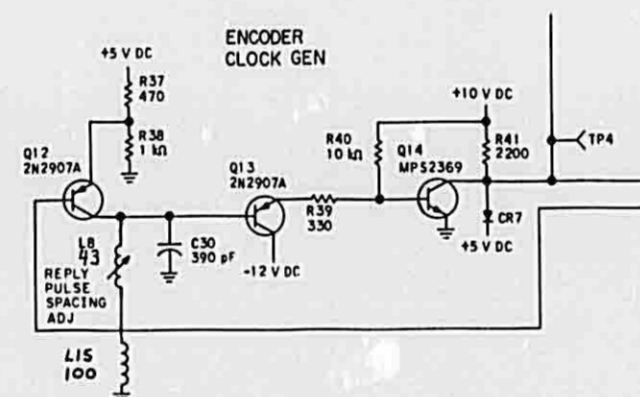 ENCODER
CLOCK GEN
+5 V DC
R37
470
R38
1 kΩ
Q12
2N2907A
L8
43
REPLY
PULSE
SPACING
ADJ
L15
100
C30
390 pF
Q13
2N2907A
-12 V DC
R39
330
R40
10 kΩ
Q14
MPS2369
+10 V DC
R41
2200
TP4
CR7
+5 V DC